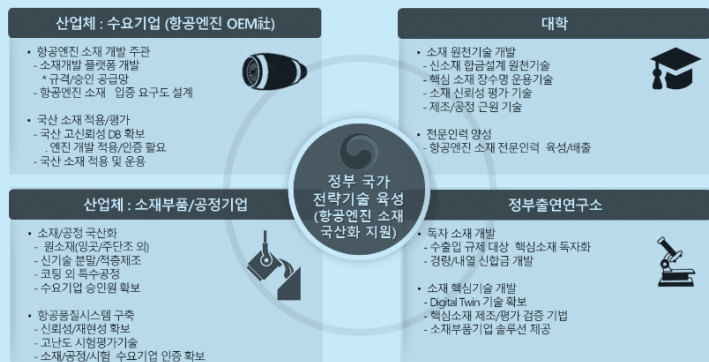 산업체 : 수요기업 (항공엔진 OEM社)
• 항공엔진 소재 개발 주관
- 소재개발 플랫폼 개발
* 규격/승인 공급망
- 항공엔진 소재 입증 요구도 설계
• 국산 소재 적용/평가
- 국산 고신뢰성 DB 확보
. 엔진 개발 적용/인증 활요
- 국산 소재 적용 및 운용
대학
• 소재 원천기술 개발
- 신소재 합금설계 원천기술
- 핵심 소재 장수명 운용기술
- 소재 신뢰성 평가 기술
- 제조/공정 근원 기술
• 전문인력 양성
- 항공엔진 소재 전문인력 육성/배출
정부 국가
전략기술 육성
(항공엔진 소재
국산화 지원)
산업체 : 소재부품/공정기업
• 소재/공정 국산화
- 원소재(잉곳/주단조 외)
- 신기술 분말/적층제조
- 코팅 외 특수공정
- 수요기업 승인원 확보
• 항공품질시스템 구축
- 신뢰성/재현성 확보
- 고난도 시험평가기술
- 소재/공정/시험 수요기업 인증 확보
정부출연연구소
• 독자 소재 개발
- 수출입 규제 대상 핵심소재 독자화
- 경량/내열 신합금 개발
• 소재 핵심기술 개발
- Digital Twin 기술 확보
- 핵심소재 제조/평가 검증 기법
- 소재부품기업 솔루션 제공